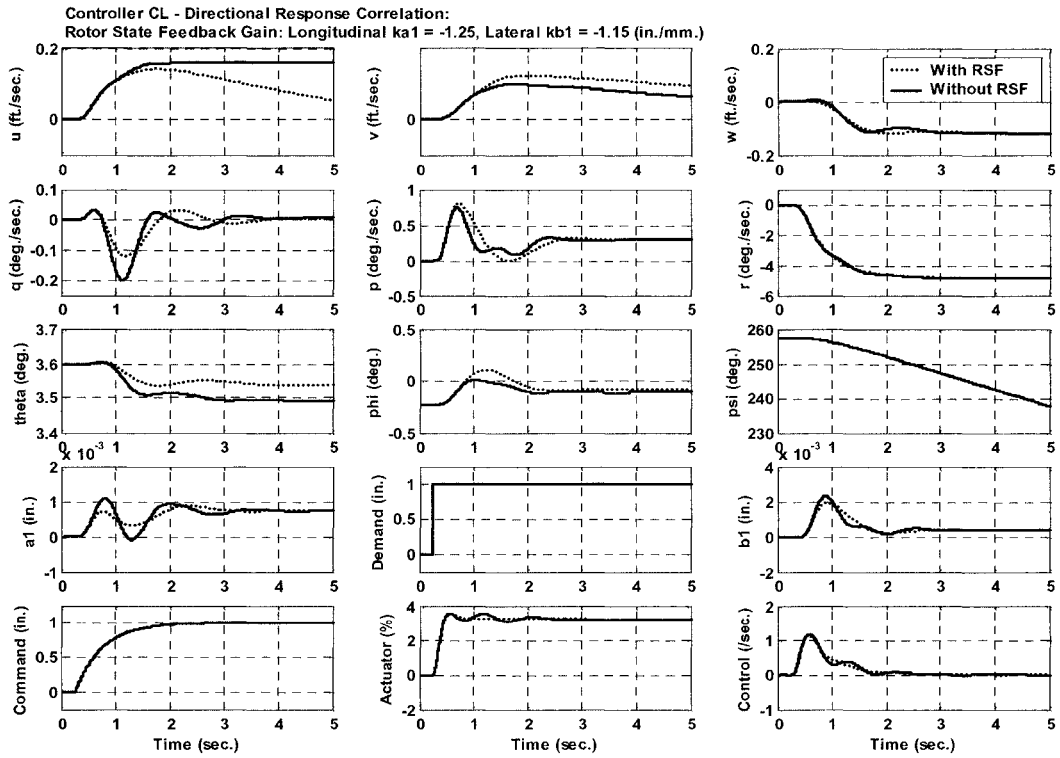 Controller CL - Directional Response Correlation:
Rotor State Feedback Gain: Longitudinal ka1 = -1.25, Lateral kb1 = -1.15 (in./mm.)
u (ft./sec.)
0.2
0
0 1 2 3 4 5
v (ft./sec.)
0
0 1 2 3 4 5
w (ft./sec.)
0.2
0
-0.2
With RSF
Without RSF
0 1 2 3 4 5
q (deg./sec.)
0.1
0
-0.1
-0.2
0 1 2 3 4 5
p (deg./sec.)
1
0.5
0
-0.5
0 1 2 3 4 5
r (deg./sec.)
0
-2
-4
-6
0 1 2 3 4 5
theta (deg.)
3.7
3.6
3.5
3.4
0 1 2 3 4 5
phi (deg.)
0.5
0
-0.5
0 1 2 3 4 5
psi (deg.)
260
250
240
230
0 1 2 3 4 5
x 10⁻³
a1 (in.)
2
1
0
-1
0 1 2 3 4 5
Demand (in.)
1
0.5
0
0 1 2 3 4 5
x 10⁻³
b1 (in.)
4
2
0
-2
0 1 2 3 4 5
Command (in.)
1
0.5
0
0 1 2 3 4 5
Time (sec.)
Actuator (%)
4
2
0
-2
0 1 2 3 4 5
Time (sec.)
Control (/sec.)
2
1
0
-1
0 1 2 3 4 5
Time (sec.)